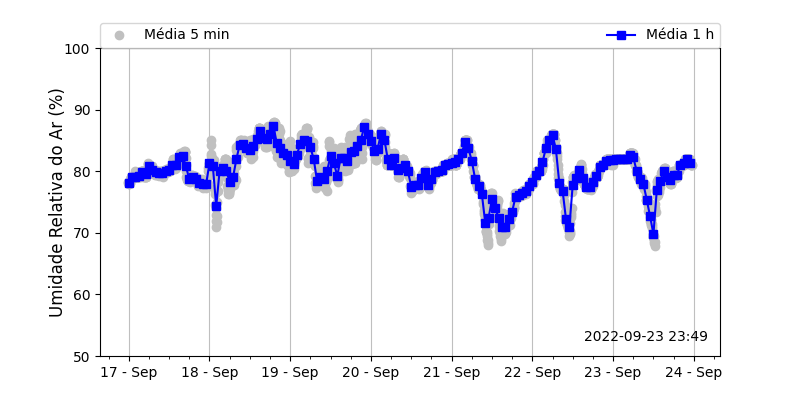 Média 5 min
Média 1 h
Umidade Relativa do Ar (%)
100
90
80
70
60
50
2022-09-23 23:49
17 - Sep
18 - Sep
19 - Sep
20 - Sep
21 - Sep
22 - Sep
23 - Sep
24 - Sep